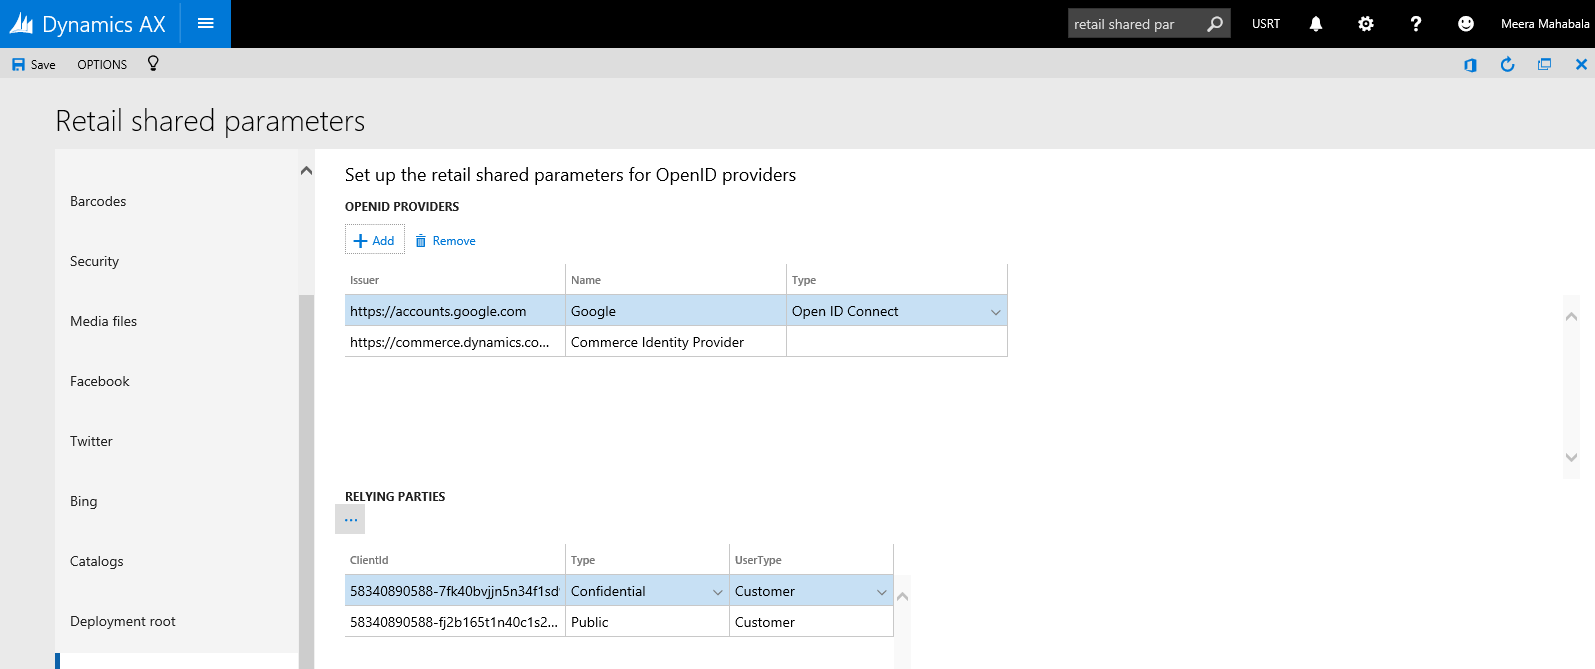 Dynamics AX
retail shared par
USRT
?
Meera Mahabala
Save
OPTIONS
Retail shared parameters
Barcodes
Security
Media files
Facebook
Twitter
Bing
Catalogs
Deployment root
Set up the retail shared parameters for OpenID providers
OPENID PROVIDERS
+ Add
Remove
Issuer Name Type
https://accounts.google.com Google Open ID Connect
https://commerce.dynamics.co... Commerce Identity Provider
RELYING PARTIES
...
ClientId Type UserType
58340890588-7fk40bvjjn5n34f1sd Confidential Customer
58340890588-fj2b165t1n40c1s2... Public Customer